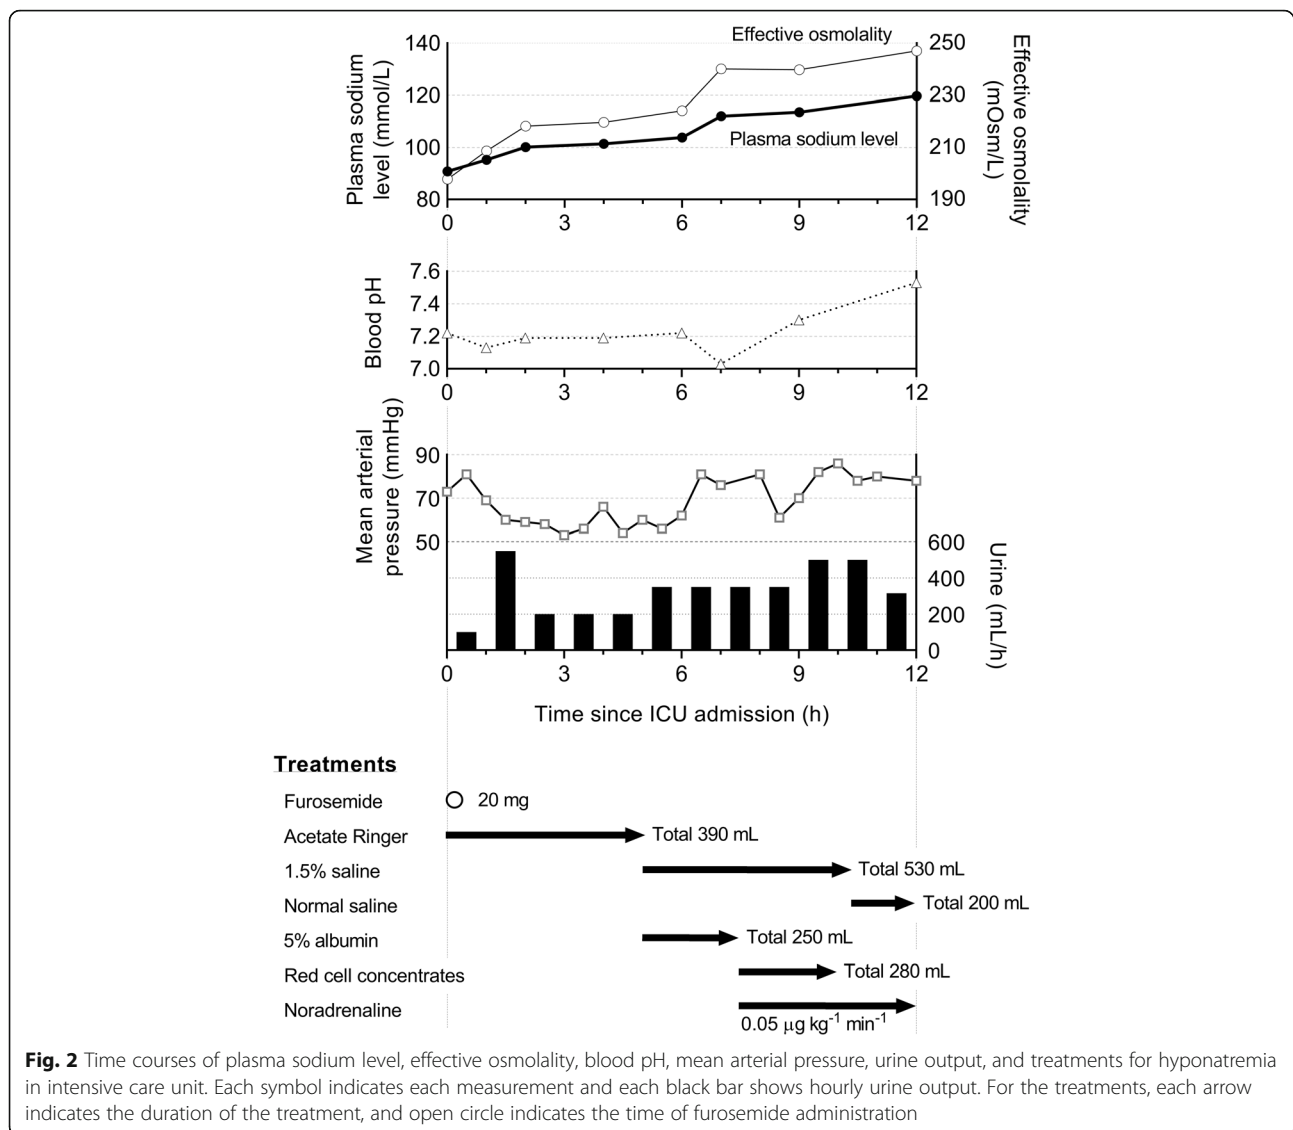 Effective osmolality
Plasma sodium level (mmol/L)
140
120
100
80
250
230
210
190
Effective osmolality (mOsm/L)
Plasma sodium level
0 3 6 9 12
Blood pH
7.6
7.4
7.2
7.0
0 3 6 9 12
Mean arterial pressure (mmHg)
90
70
50
600
400
200
0
Urine (mL/h)
0 3 6 9 12
Time since ICU admission (h)
Treatments
Furosemide 20 mg
Acetate Ringer Total 390 mL
1.5% saline Total 530 mL
Normal saline Total 200 mL
5% albumin Total 250 mL
Red cell concentrates Total 280 mL
Noradrenaline
0.05 µg kg⁻¹ min⁻¹
Fig. 2 Time courses of plasma sodium level, effective osmolality, blood pH, mean arterial pressure, urine output, and treatments for hyponatremia
in intensive care unit. Each symbol indicates each measurement and each black bar shows hourly urine output. For the treatments, each arrow
indicates the duration of the treatment, and open circle indicates the time of furosemide administration